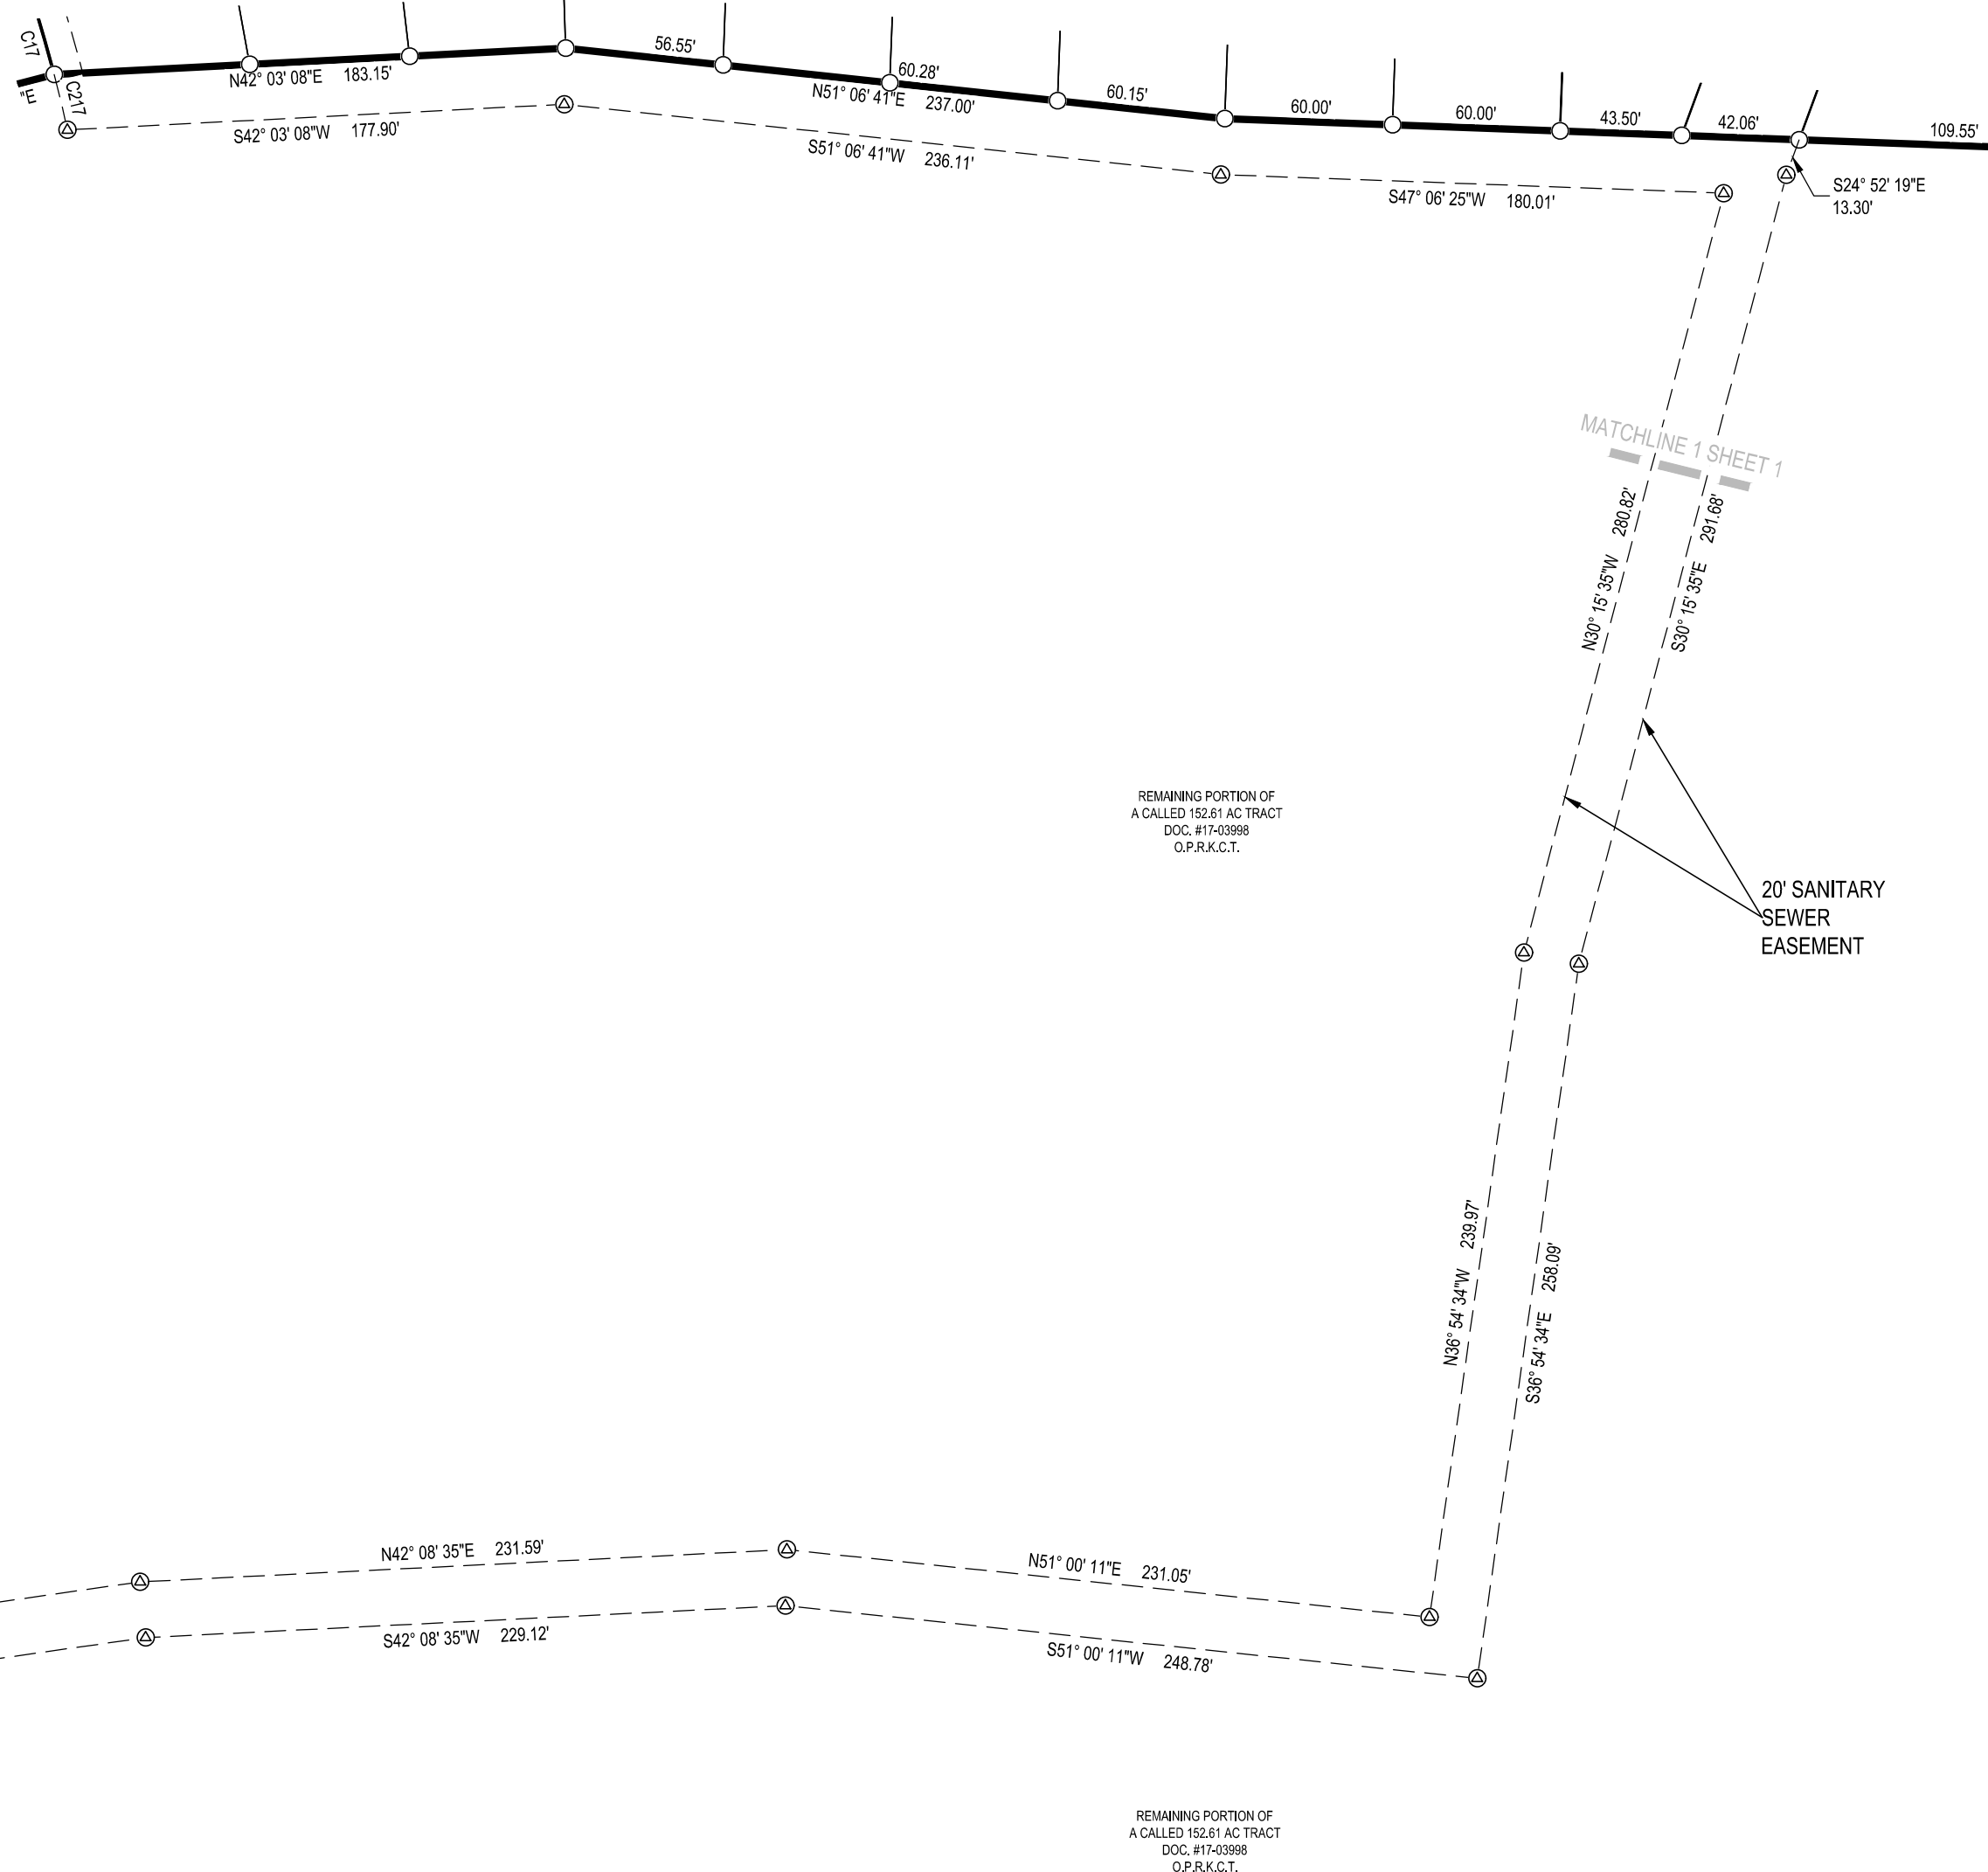 C17
"E
C217
N42° 03' 08"E 183.15'
56.55'
60.28'
N51° 06' 41"E 237.00'
60.15'
60.00'
60.00'
43.50'
42.06'
109.55'
S42° 03' 08"W 177.90'
S51° 06' 41"W 236.11'
S47° 06' 25"W 180.01'
S24° 52' 19"E
13.30'
MATCHLINE 1 SHEET 1
N30° 15' 35"W 280.82'
S30° 15' 35"E 291.68'
REMAINING PORTION OF
A CALLED 152.61 AC TRACT
DOC. #17-03998
O.P.R.K.C.T.
20' SANITARY
SEWER
EASEMENT
N36° 54' 34"W 239.97'
S36° 54' 34"E 258.09'
N42° 08' 35"E 231.59'
N51° 00' 11"E 231.05'
S42° 08' 35"W 229.12'
S51° 00' 11"W 248.78'
REMAINING PORTION OF
A CALLED 152.61 AC TRACT
DOC. #17-03998
O.P.R.K.C.T.